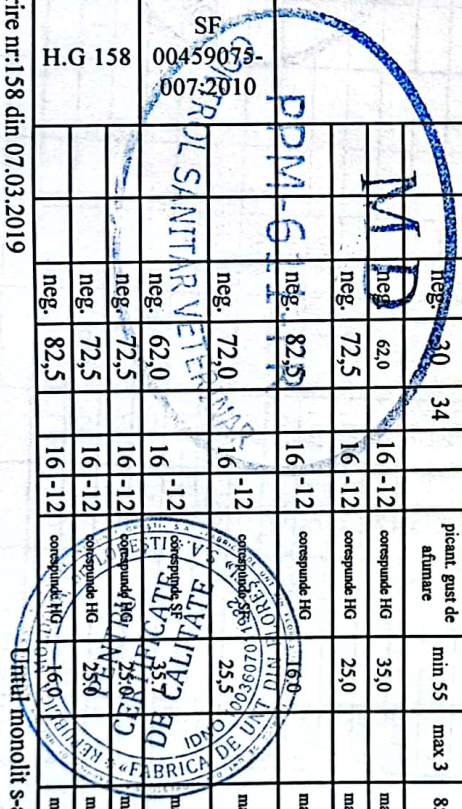 neg. 30 34 picant. gust de
afumare min 55 max 3
neg. 62,0 16 -12 corespunde HG 35,0
neg. 72,5 16 -12 corespunde HG 25,0
neg. 82,5 16 -12 corespunde HG 16,0
SF
00459075-
007:2010
neg. 72,0 16 -12 corespunde SF 25,5
neg. 62,0 16 -12 corespunde SF 35,7
H.G 158
neg. 72,5 16 -12 corespunde HG 25,0
neg. 72,5 16 -12 corespunde HG 25,0
neg. 82,5 16 -12 corespunde HG 16,0
nr:158 din 07.03.2019
Untul monolit
MD
CONTROL SANITAR VETERINAR
PENTRU
CERTIFICATE
DE CALITATE
«FABRICA DE UNT DIN FLOREȘTI»